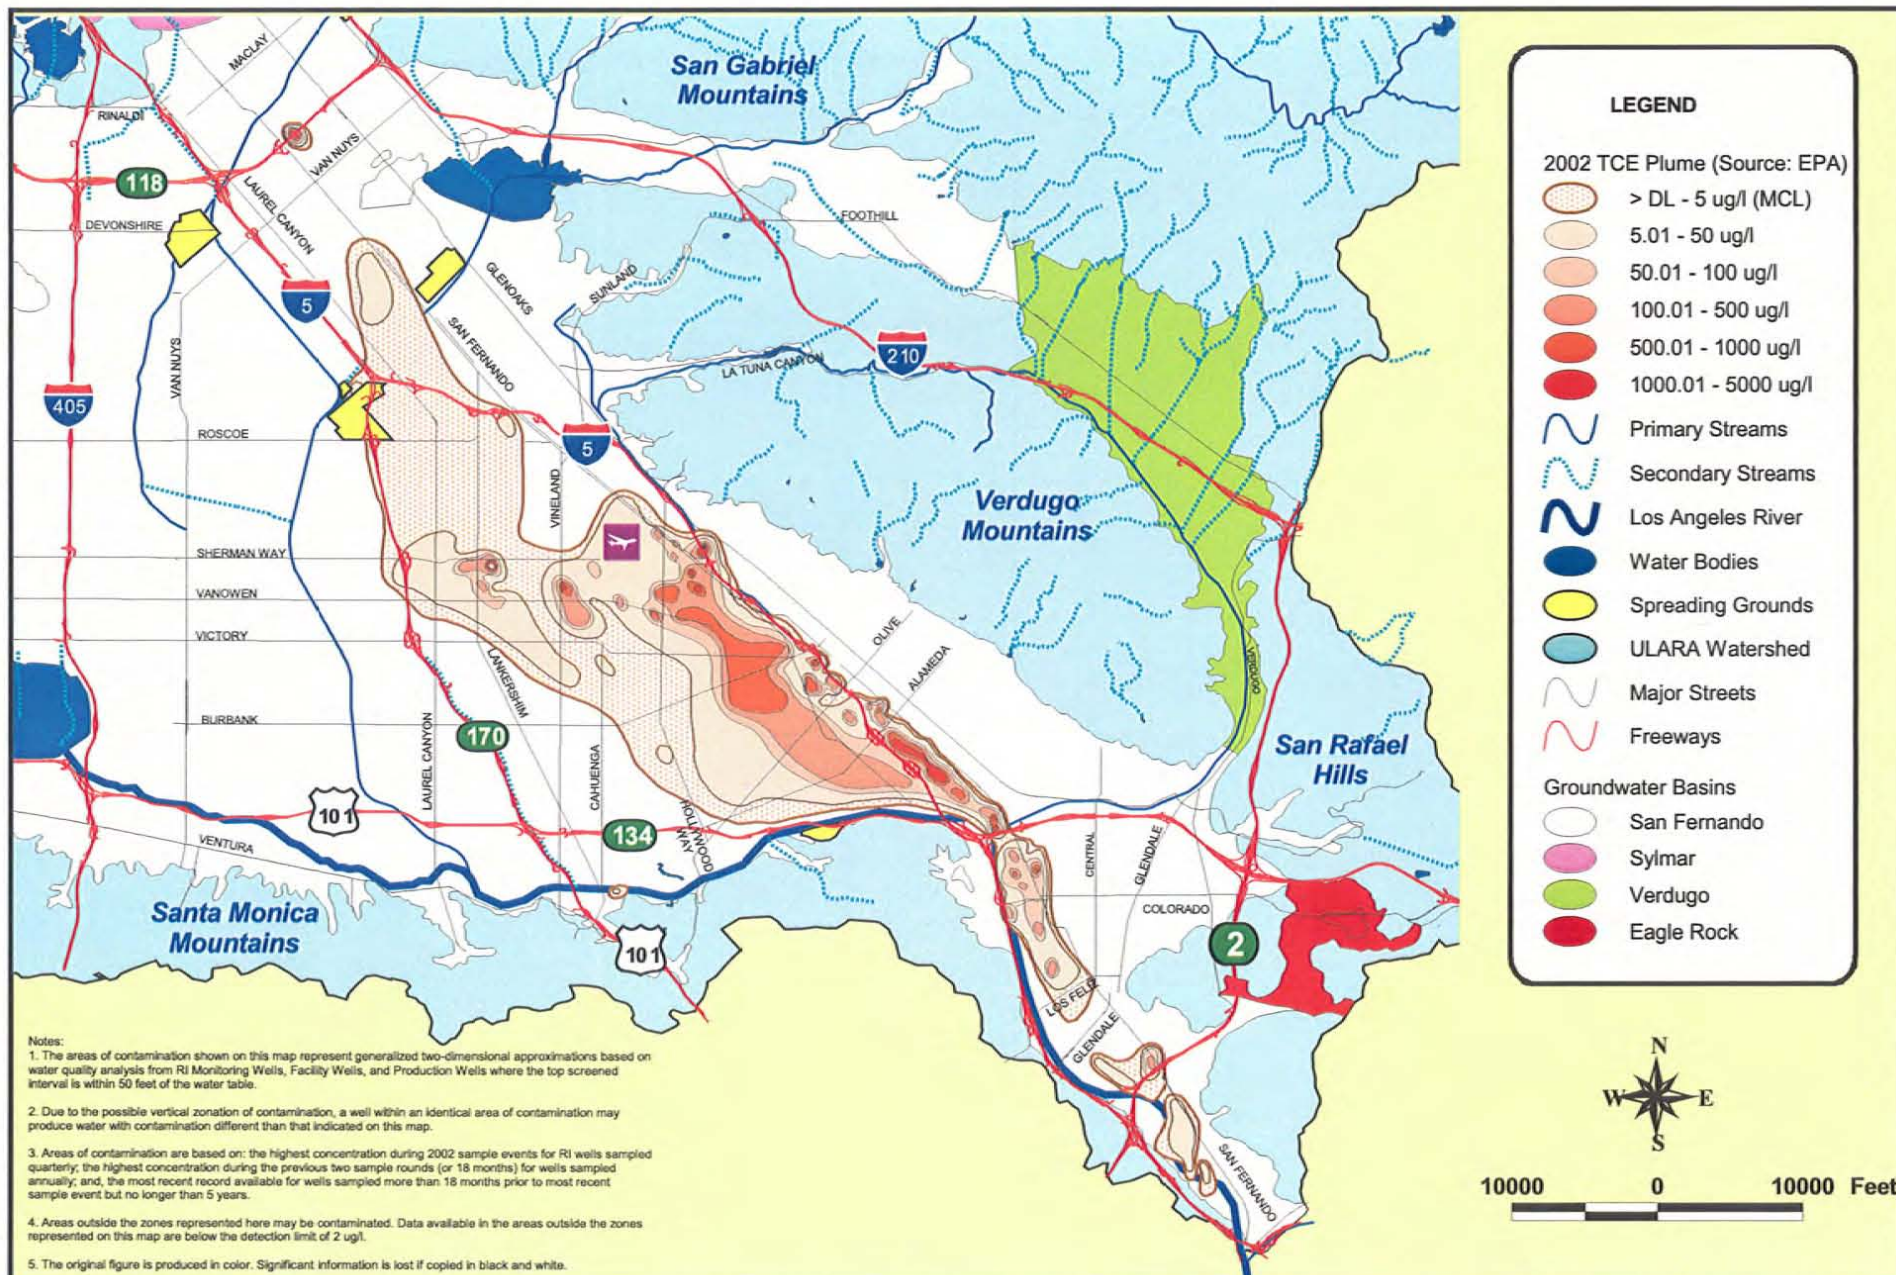 San Gabriel
Mountains
MACLAY
RINALDI
VAN NUYS
118
LAUREL CANYON
DEVONSHIRE
FOOTHILL
GLENOAKS
SUNLAND
5
SAN FERNANDO
VAN NUYS
210
LA TUNA CANYON
405
ROSCOE
5
VINELAND
Verdugo
Mountains
SHERMAN WAY
VANOWEN
VICTORY
OLIVE
ALAMEDA
VERDUGO
LANKERSHIM
BURBANK
LAUREL CANYON
170
CAHUENGA
San Rafael
Hills
101
134
HOLLYWOOD
WAY
VENTURA
CENTRAL
GLENDALE
COLORADO
Santa Monica
Mountains
101
2
LOS FELIZ
GLENDALE
SAN FERNANDO
LEGEND
2002 TCE Plume (Source: EPA)
> DL - 5 ug/l (MCL)
5.01 - 50 ug/l
50.01 - 100 ug/l
100.01 - 500 ug/l
500.01 - 1000 ug/l
1000.01 - 5000 ug/l
Primary Streams
Secondary Streams
Los Angeles River
Water Bodies
Spreading Grounds
ULARA Watershed
Major Streets
Freeways
Groundwater Basins
San Fernando
Sylmar
Verdugo
Eagle Rock
N
W E
S
10000 0 10000 Feet
Notes:
1. The areas of contamination shown on this map represent generalized two-dimensional approximations based on
water quality analysis from RI Monitoring Wells, Facility Wells, and Production Wells where the top screened
interval is within 50 feet of the water table.
2. Due to the possible vertical zonation of contamination, a well within an identical area of contamination may
produce water with contamination different than that indicated on this map.
3. Areas of contamination are based on: the highest concentration during 2002 sample events for RI wells sampled
quarterly; the highest concentration during the previous two sample rounds (or 18 months) for wells sampled
annually; and, the most recent record available for wells sampled more than 18 months prior to most recent
sample event but no longer than 5 years.
4. Areas outside the zones represented here may be contaminated. Data available in the areas outside the zones
represented on this map are below the detection limit of 2 ug/l.
5. The original figure is produced in color. Significant information is lost if copied in black and white.